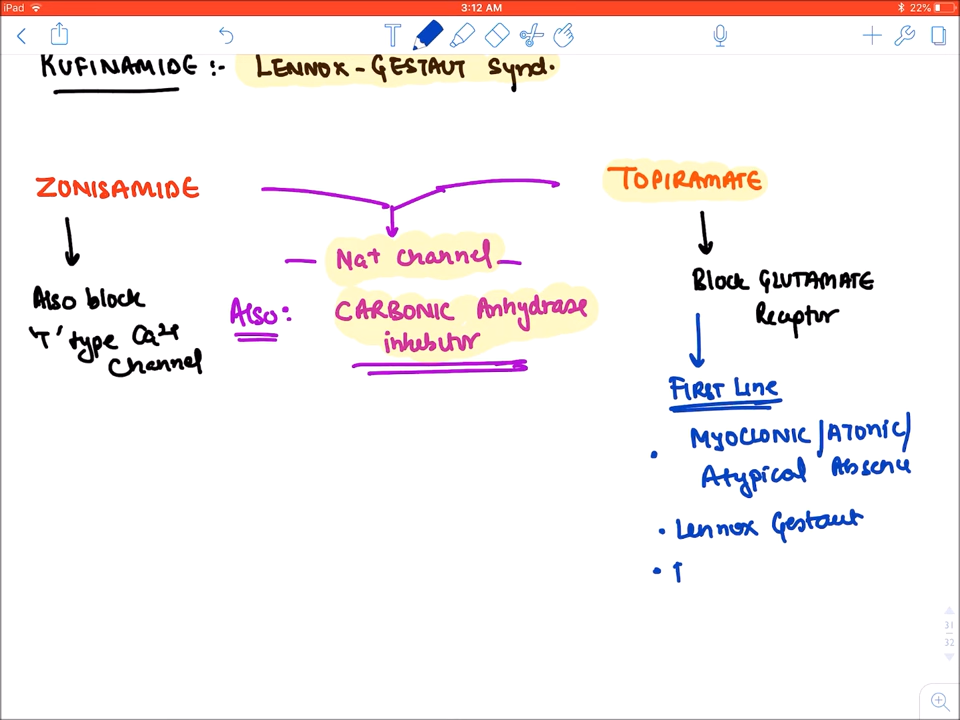 iPad
3:12 AM
22%
T
RUFINAMIDE :- LENNOX-GESTAUT Synd.
ZONISAMIDE
TOPIRAMATE
Na+ Channel
Also: CARBONIC Anhydrase
inhibitor
Also block
'T' type Ca2+
Channel
Block GLUTAMATE
Receptor
FIRST LINE
• MYOCLONIC/ATONIC/
Atypical Absence
• Lennox Gestaut
•
31
32